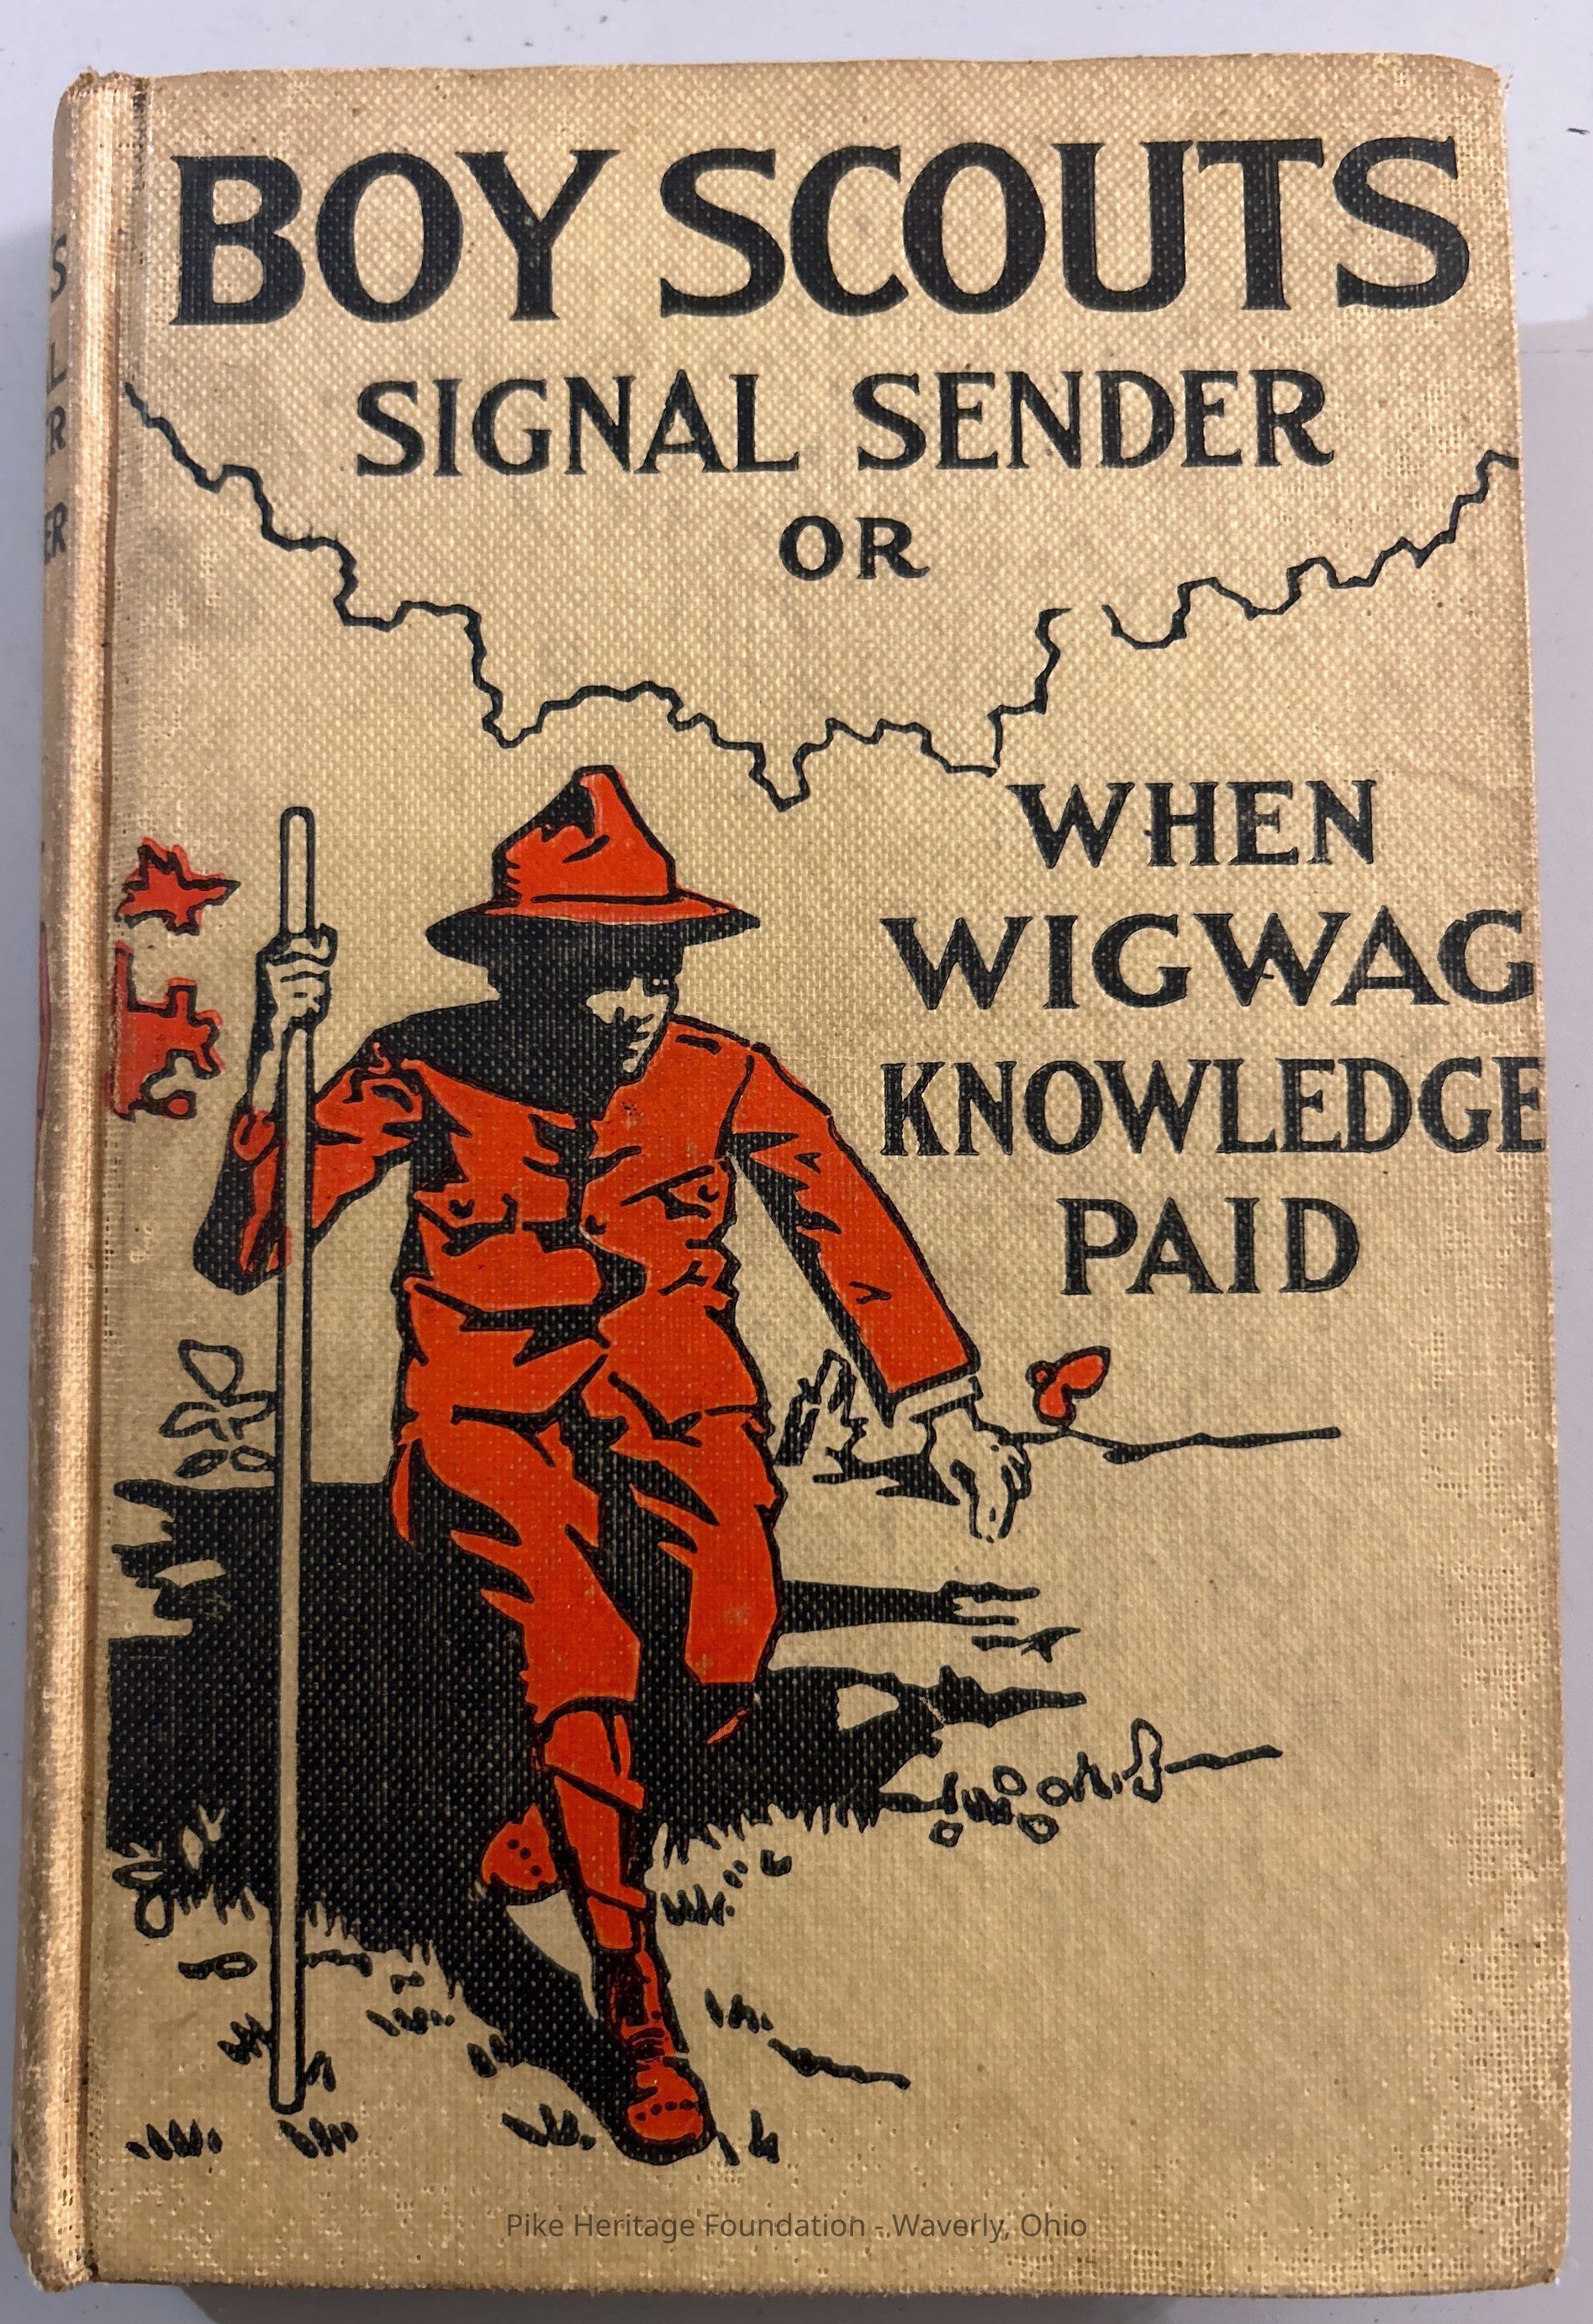 BOY SCOUTS
SIGNAL SENDER
OR
WHEN
WIGWAG
KNOWLEDGE
PAID
Pike Heritage Foundation - Waverly, Ohio